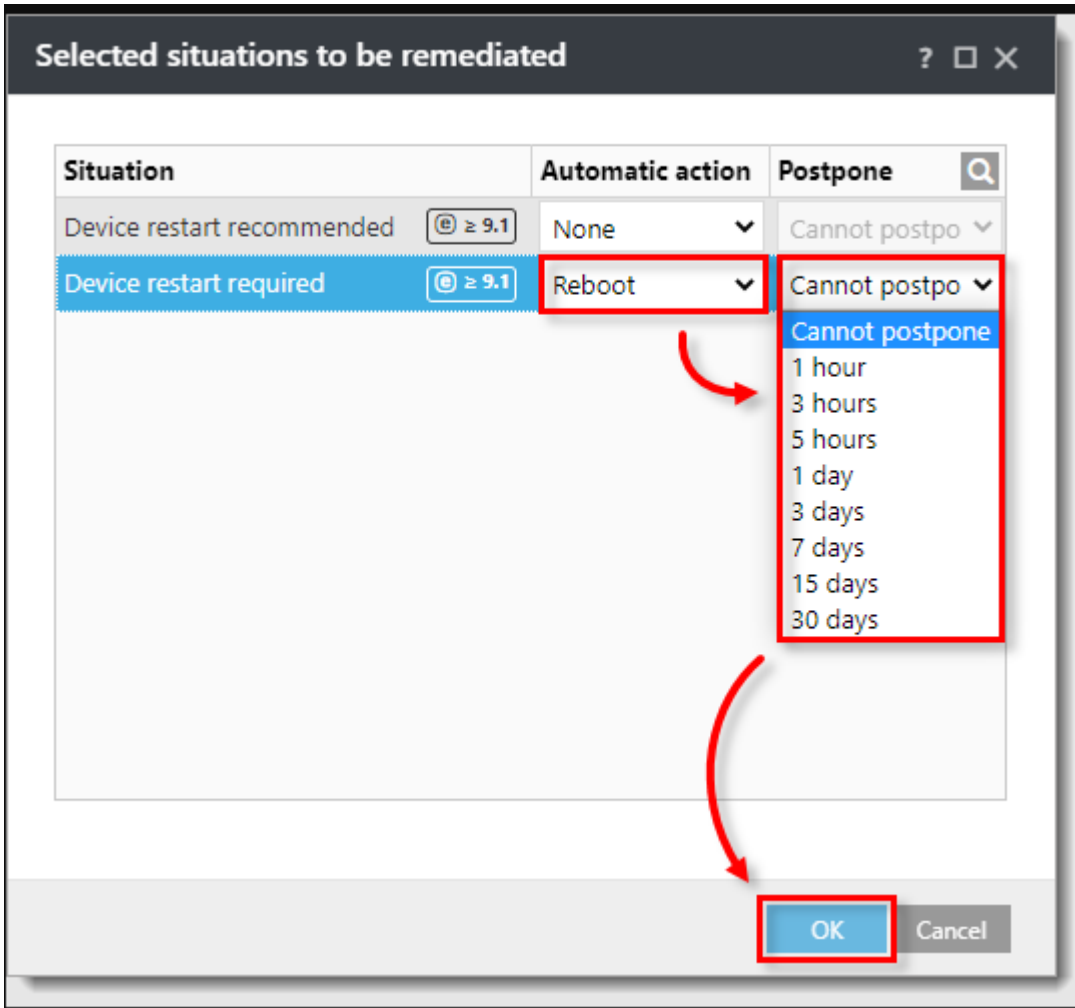 Selected situations to be remediated ?
Situation Automatic action Postpone
Device restart recommended ≥ 9.1 None Cannot postpo
Device restart required ≥ 9.1 Reboot Cannot postpo
Cannot postpone
1 hour
3 hours
5 hours
1 day
3 days
7 days
15 days
30 days
OK Cancel